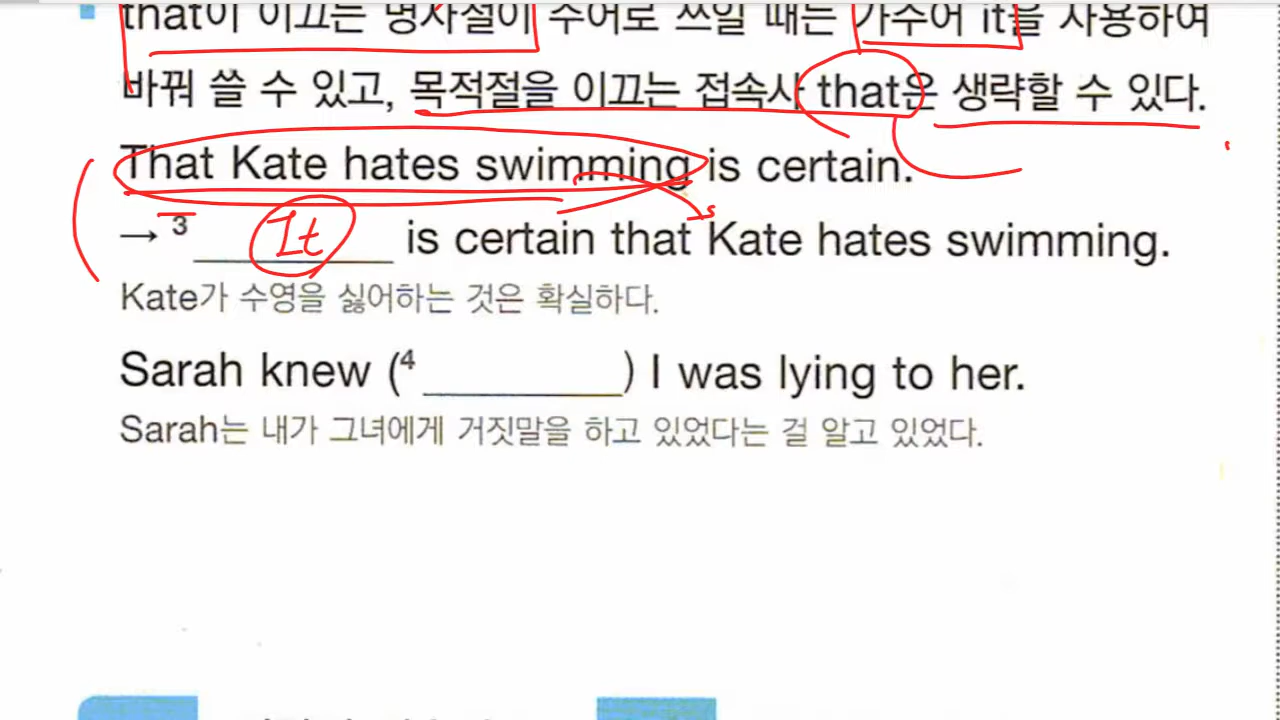 that이 이끄는 명사절이 주어로 쓰일 때는 가주어 it을 사용하여
바꿔 쓸 수 있고, 목적절을 이끄는 접속사 that은 생략할 수 있다.
That Kate hates swimming is certain.
→ 3 It is certain that Kate hates swimming.
Kate가 수영을 싫어하는 것은 확실하다.
Sarah knew (4 ________) I was lying to her.
Sarah는 내가 그녀에게 거짓말을 하고 있었다는 걸 알고 있었다.